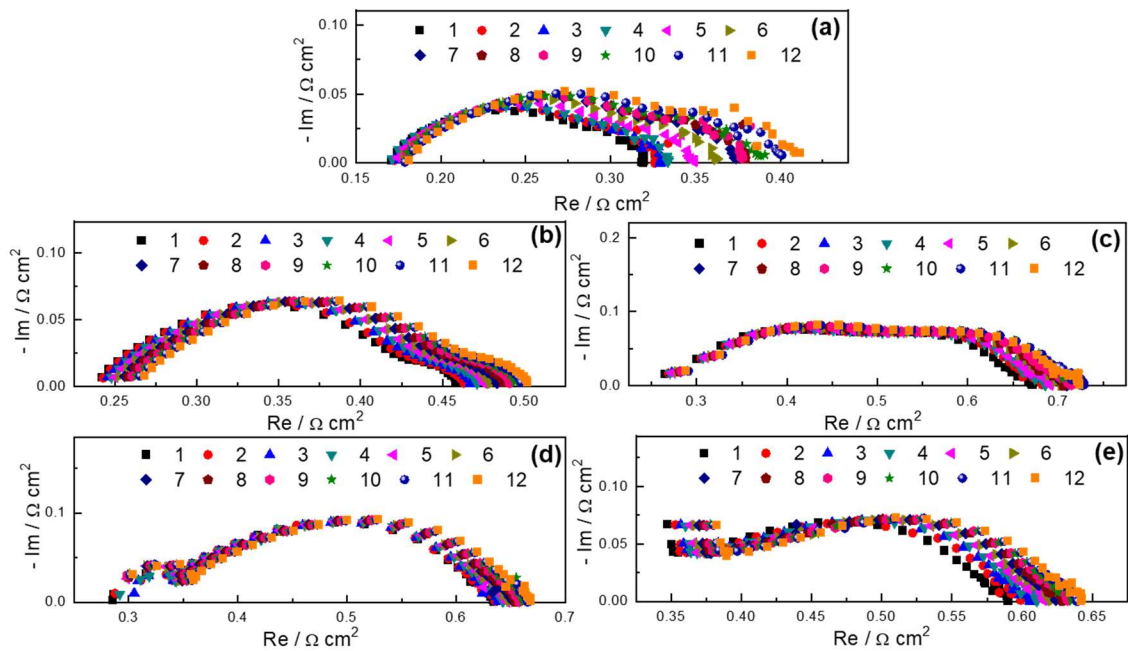 1 2 3 4 5 6 (a)
7 8 9 10 11 12
- Im / Ω cm²
0.10
0.05
0.00
0.15 0.20 0.25 0.30 0.35 0.40
Re / Ω cm²
1 2 3 4 5 6 (b)
7 8 9 10 11 12
- Im / Ω cm²
0.10
0.05
0.00
0.25 0.30 0.35 0.40 0.45 0.50
Re / Ω cm²
1 2 3 4 5 6 (c)
7 8 9 10 11 12
- Im / Ω cm²
0.2
0.1
0.0
0.3 0.4 0.5 0.6 0.7
Re / Ω cm²
1 2 3 4 5 6 (d)
7 8 9 10 11 12
- Im / Ω cm²
0.1
0.0
0.3 0.4 0.5 0.6 0.7
Re / Ω cm²
1 2 3 4 5 6 (e)
7 8 9 10 11 12
- Im / Ω cm²
0.10
0.05
0.00
0.35 0.40 0.45 0.50 0.55 0.60 0.65
Re / Ω cm²